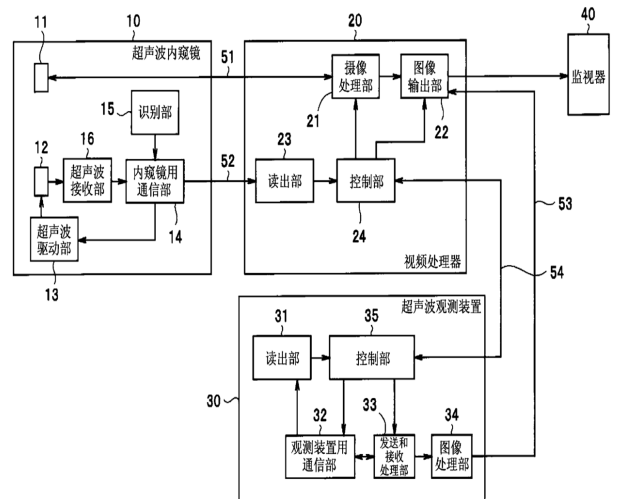 10
超声波内窥镜
11
15
识别部
12
16
超声波
接收部
内窥镜用
通信部
14
超声波
驱动部
13
51
52
20
摄像
处理部
21
图像
输出部
22
23
读出部
控制部
24
视频处理器
40
监视器
53
54
超声波观测装置
30
31
读出部
35
控制部
32
观测装置用
通信部
33
发送和
接收
处理部
34
图像
处理部